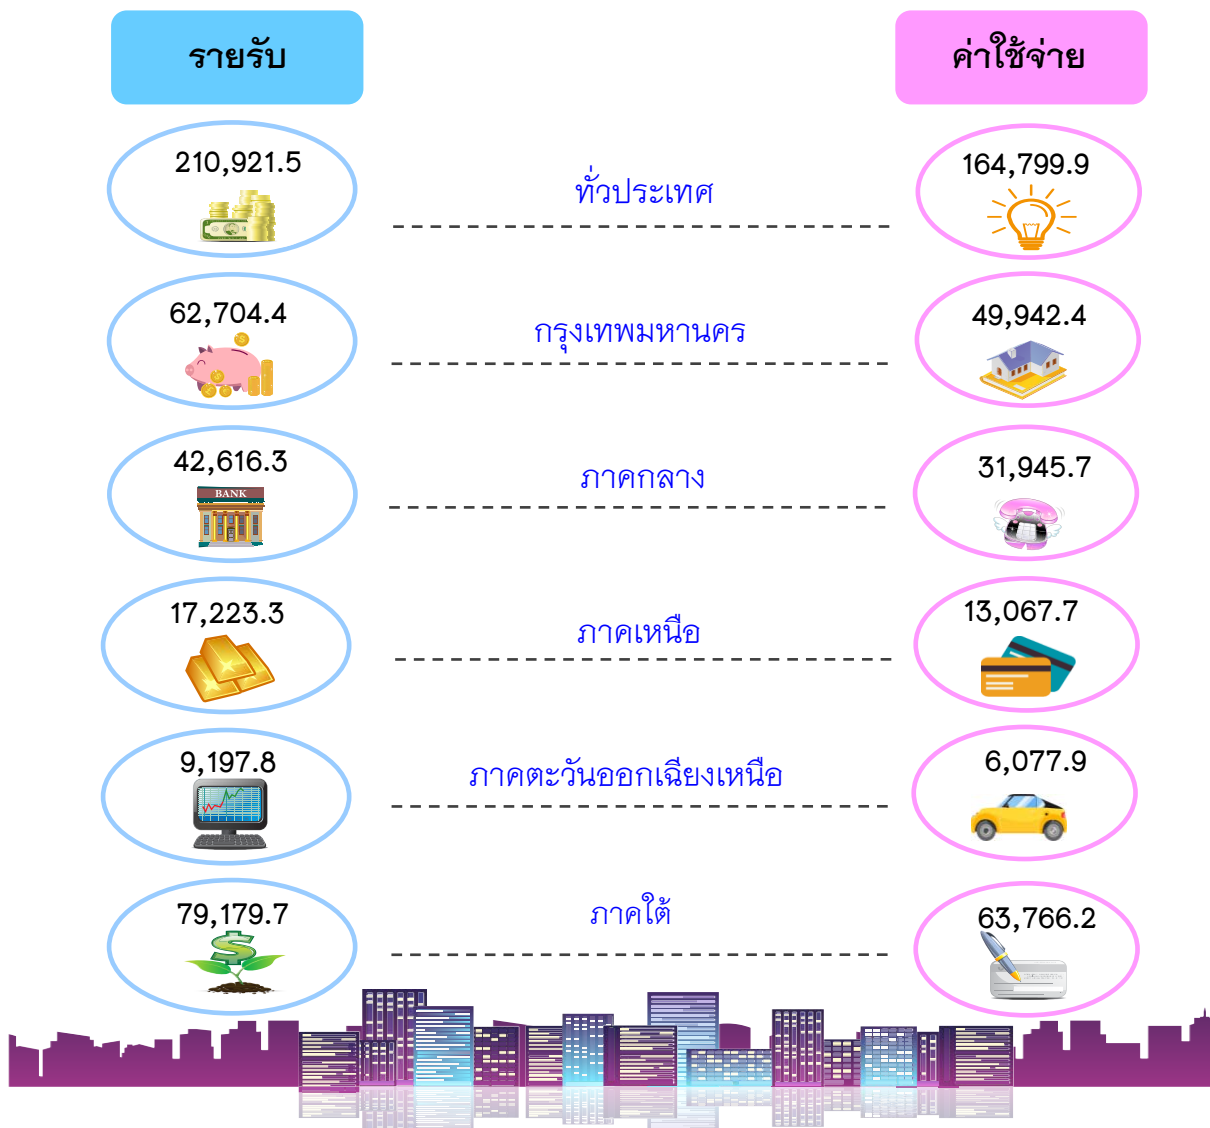 รายรับ ค่าใช้จ่าย
210,921.5 ทั่วประเทศ 164,799.9
62,704.4 กรุงเทพมหานคร 49,942.4
42,616.3 ภาคกลาง 31,945.7
BANK
17,223.3 ภาคเหนือ 13,067.7
9,197.8 ภาคตะวันออกเฉียงเหนือ 6,077.9
79,179.7 ภาคใต้ 63,766.2